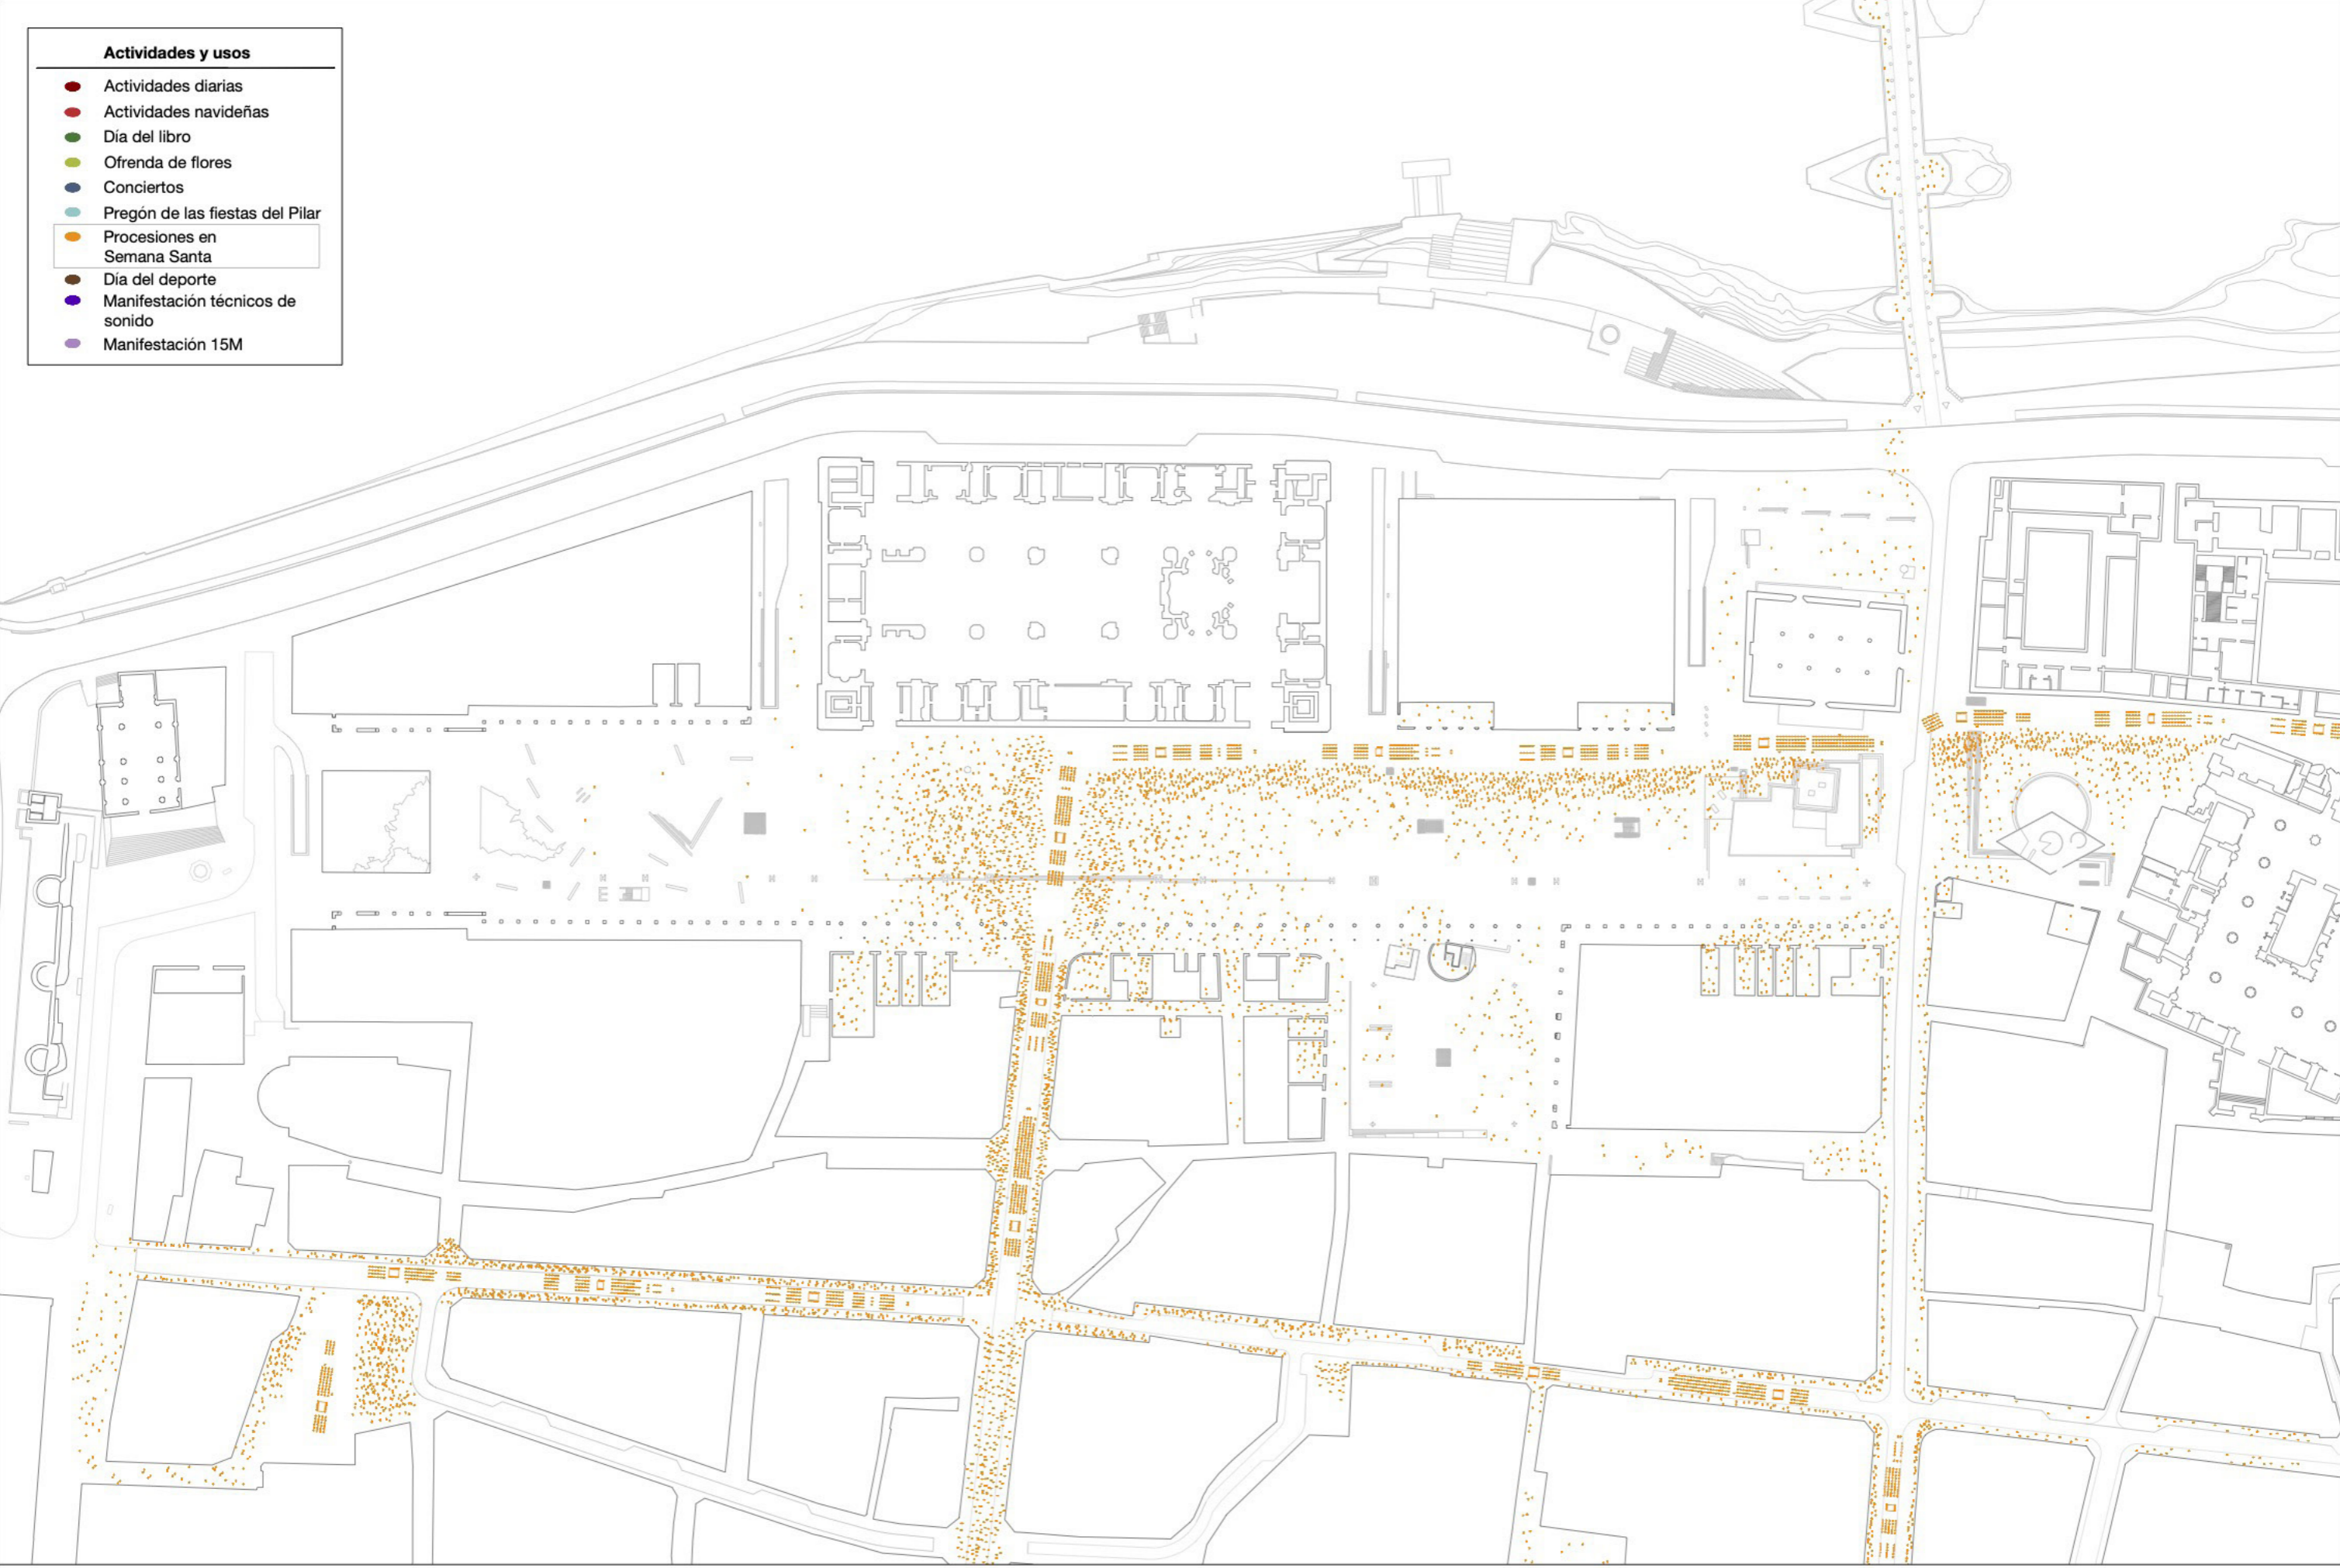 Actividades y usos
Actividades diarias
Actividades navideñas
Día del libro
Ofrenda de flores
Conciertos
Pregón de las fiestas del Pilar
Procesiones en
Semana Santa
Día del deporte
Manifestación técnicos de
sonido
Manifestación 15M